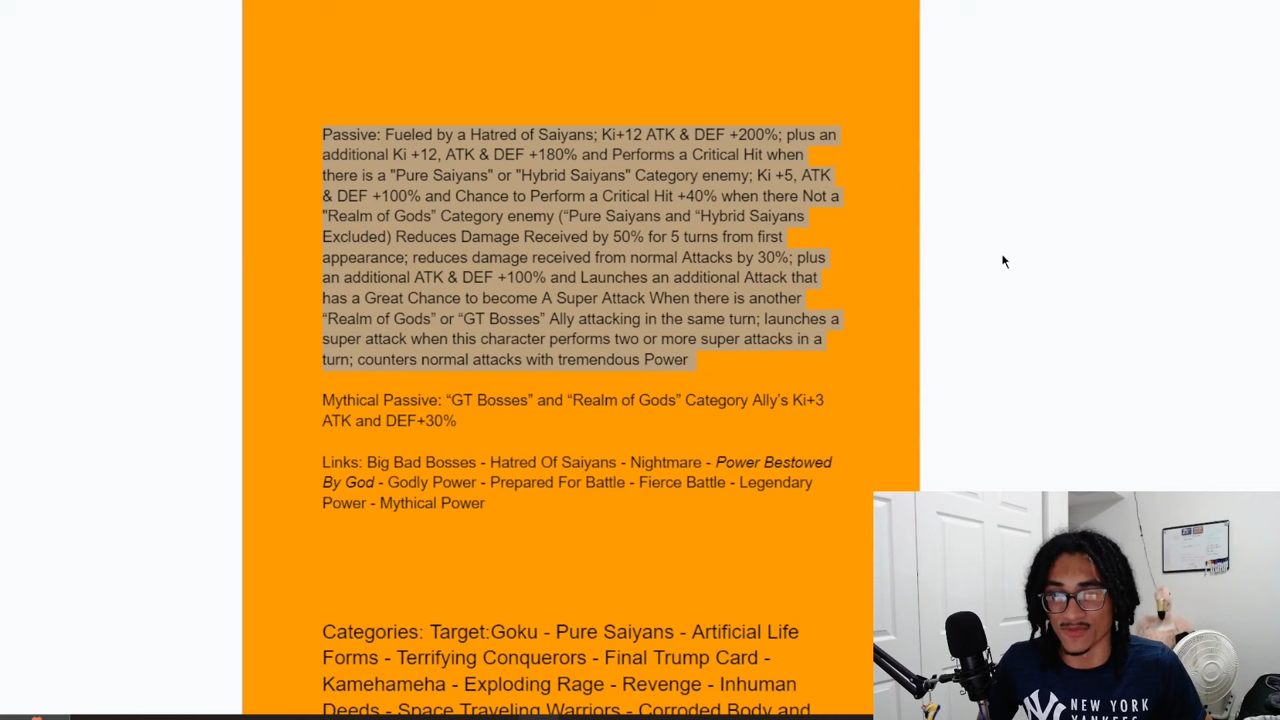 Passive: Fueled by a Hatred of Saiyans; Ki+12 ATK & DEF +200%; plus an
additional Ki +12, ATK & DEF +180% and Performs a Critical Hit when
there is a "Pure Saiyans" or "Hybrid Saiyans" Category enemy; Ki +5, ATK
& DEF +100% and Chance to Perform a Critical Hit +40% when there Not a
"Realm of Gods” Category enemy (“Pure Saiyans and “Hybrid Saiyans
Excluded) Reduces Damage Received by 50% for 5 turns from first
appearance; reduces damage received from normal Attacks by 30%; plus
an additional ATK & DEF +100% and Launches an additional Attack that
has a Great Chance to become A Super Attack When there is another
“Realm of Gods” or “GT Bosses” Ally attacking in the same turn; launches a
super attack when this character performs two or more super attacks in a
turn; counters normal attacks with tremendous Power
Mythical Passive: “GT Bosses” and “Realm of Gods” Category Ally’s Ki+3
ATK and DEF+30%
Links: Big Bad Bosses - Hatred Of Saiyans - Nightmare - Power Bestowed
By God - Godly Power - Prepared For Battle - Fierce Battle - Legendary
Power - Mythical Power
Categories: Target:Goku - Pure Saiyans - Artificial Life
Forms - Terrifying Conquerors - Final Trump Card -
Kamehameha - Exploding Rage - Revenge - Inhuman
Deeds - Space Traveling Warriors - Corroded Body and
NEW YORK
YANKEES